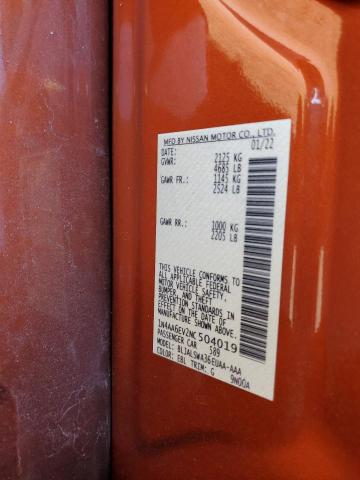 MFD BY NISSAN MOTOR CO., LTD.
DATE: 01/22
GVWR: 2125 KG
4685 LB
GAWR FR.: 1145 KG
2524 LB
GAWR RR.: 1000 KG
2205 LB
THIS VEHICLE CONFORMS TO
ALL APPLICABLE FEDERAL
MOTOR VEHICLE SAFETY,
BUMPER, AND THEFT
PREVENTION STANDARDS IN
EFFECT ON THE DATE OF
MANUFACTURE SHOWN ABOVE.
1N4AA6EV2NC504019
PASSENGER CAR 589
MODEL: BLJALSWA36EUAA-AAA
COLOR: EBL TRIM: G 9N00A